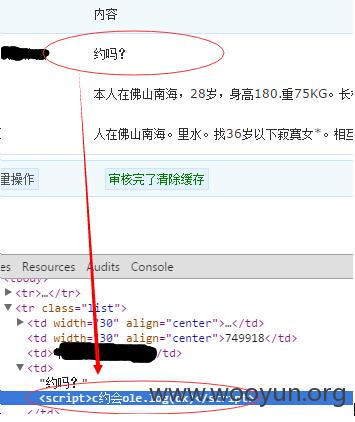 内容
约吗？
本人在佛山南海，28岁，身高180.重75KG。长
人在佛山南海。里水。找36岁以下寂寞女*。相互
量操作
审核完了清除缓存
es Resources Audits Console
<tbody>
<tr>…</tr>
<tr class="list">
<td width="30" align="center">…</td>
<td width="30" align="center">749918</td>
<td>
</td>
<td>
"约吗？"
<script>c约会ole.log(ok)</script>
</td>
www.wooyun.org